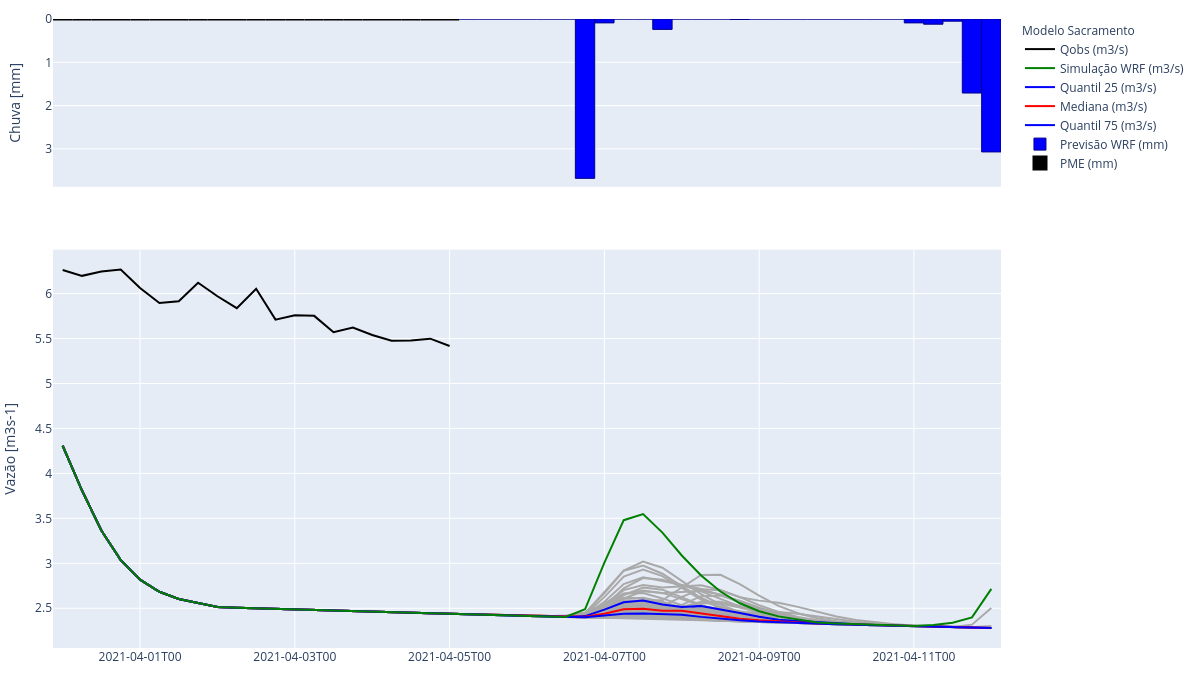 0
1
2
3
Chuva [mm]
Modelo Sacramento
Qobs (m3/s)
Simulação WRF (m3/s)
Quantil 25 (m3/s)
Mediana (m3/s)
Quantil 75 (m3/s)
Previsão WRF (mm)
PME (mm)
6
5.5
5
4.5
4
3.5
3
2.5
Vazão [m3s-1]
2021-04-01T00
2021-04-03T00
2021-04-05T00
2021-04-07T00
2021-04-09T00
2021-04-11T00